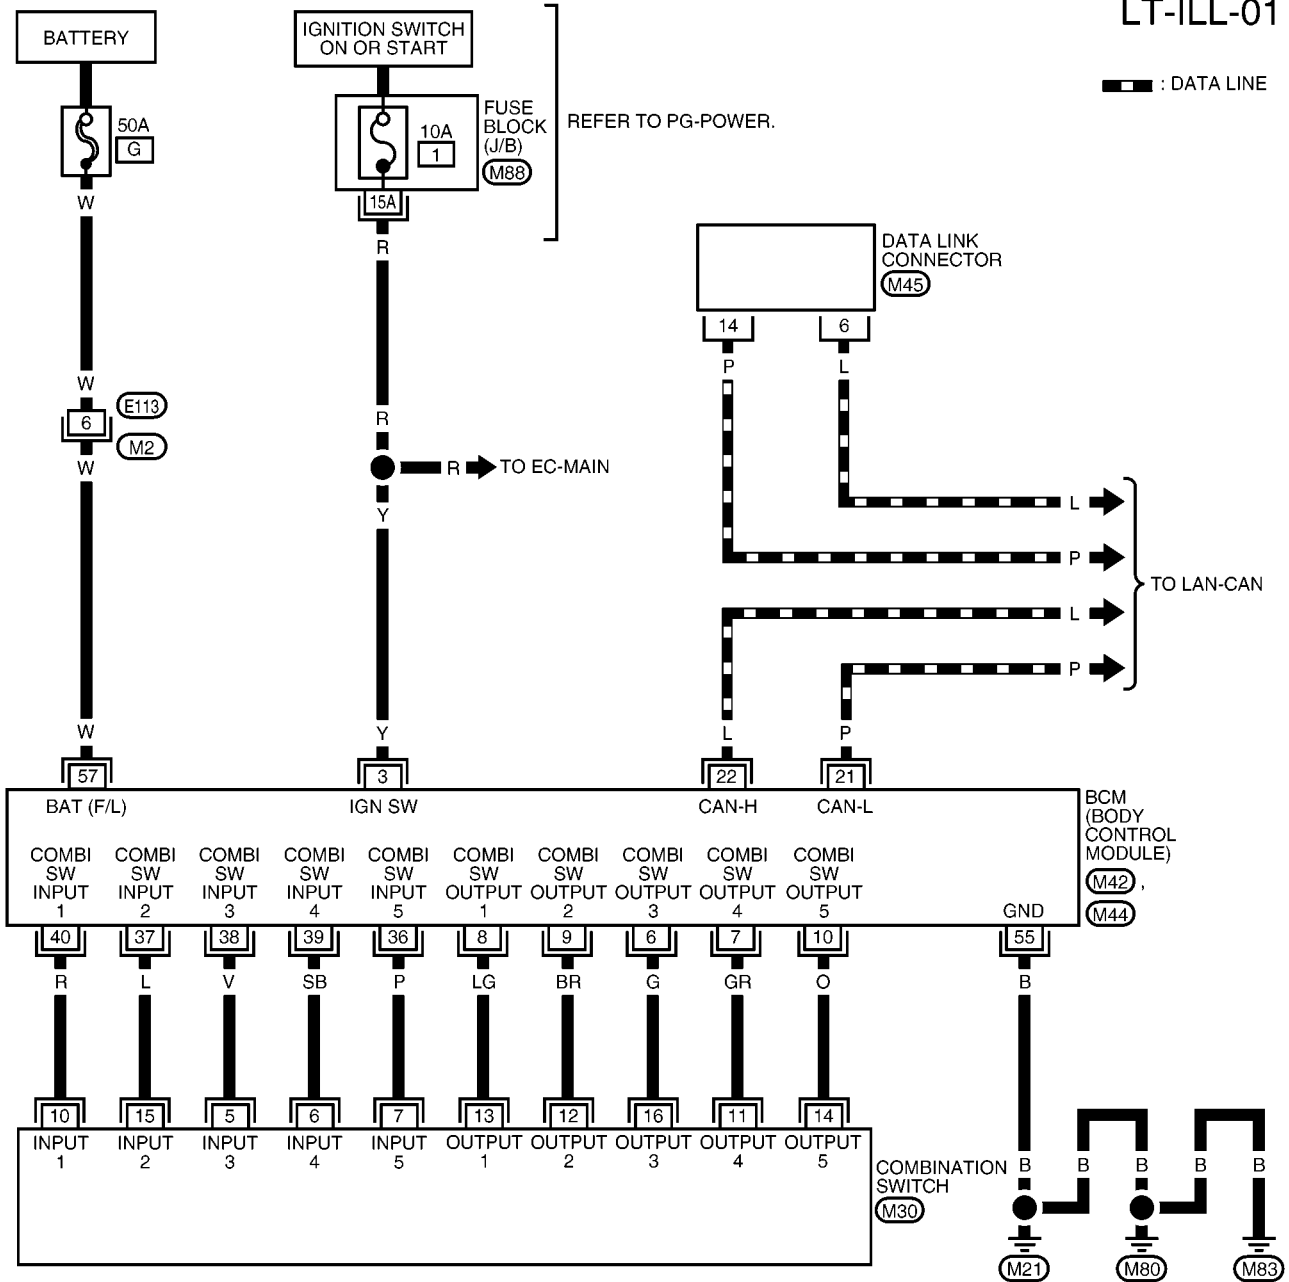 LT-ILL-01
BATTERY
IGNITION SWITCH
ON OR START
: DATA LINE
50A
G
10A
1
FUSE
BLOCK
(J/B)
M88
REFER TO PG-POWER.
15A
W
R
DATA LINK
CONNECTOR
M45
14
6
P
L
W
E113
6
M2
W
R
R
TO EC-MAIN
Y
L
P
TO LAN-CAN
L
P
W
Y
L
P
57
3
22
21
BAT (F/L)
IGN SW
CAN-H
CAN-L
BCM
(BODY
CONTROL
MODULE)
M42 ,
M44
COMBI
SW
INPUT
1
COMBI
SW
INPUT
2
COMBI
SW
INPUT
3
COMBI
SW
INPUT
4
COMBI
SW
INPUT
5
COMBI
SW
OUTPUT
1
COMBI
SW
OUTPUT
2
COMBI
SW
OUTPUT
3
COMBI
SW
OUTPUT
4
COMBI
SW
OUTPUT
5
GND
40
37
38
39
36
8
9
6
7
10
55
R
L
V
SB
P
LG
BR
G
GR
O
B
10
15
5
6
7
13
12
16
11
14
INPUT
1
INPUT
2
INPUT
3
INPUT
4
INPUT
5
OUTPUT
1
OUTPUT
2
OUTPUT
3
OUTPUT
4
OUTPUT
5
COMBINATION
SWITCH
M30
B
B
B
B
B
M21
M80
M83